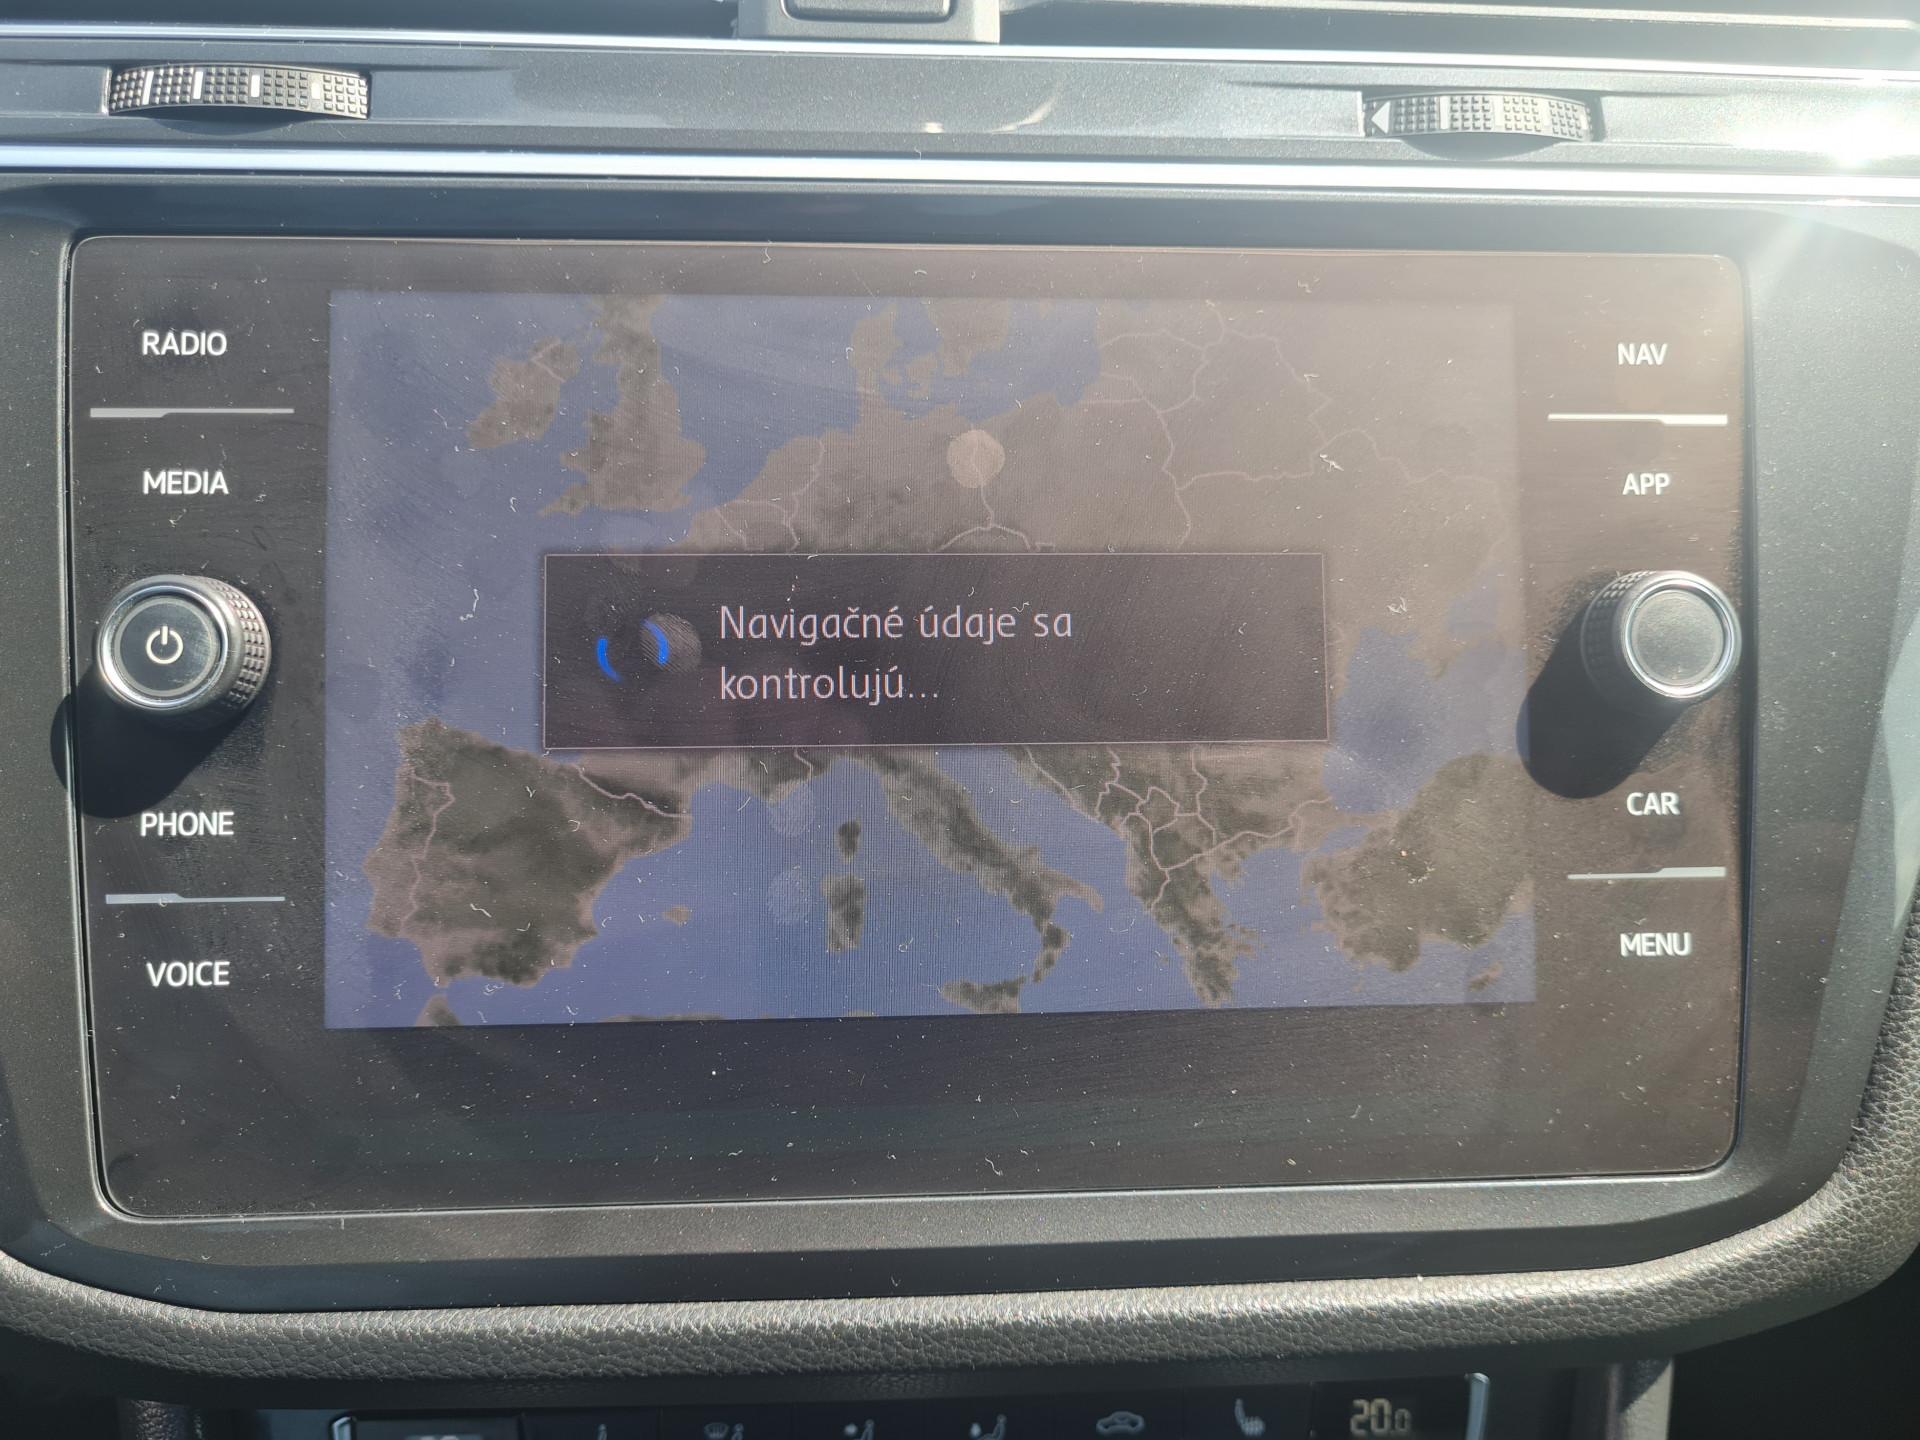 RADIO
MEDIA
PHONE
VOICE
Navigačné údaje sa
kontrolujú...
NAV
APP
CAR
MENU
20.0